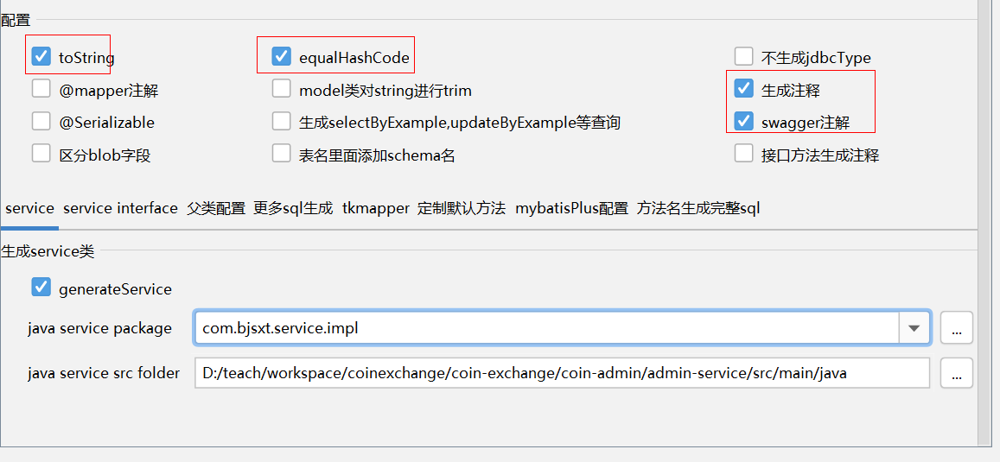 配置
toString equalHashCode 不生成jdbcType
@mapper注解 model类对string进行trim 生成注释
@Serializable 生成selectByExample,updateByExample等查询 swagger注解
区分blob字段 表名里面添加schema名 接口方法生成注释
service service interface 父类配置 更多sql生成 tkmapper 定制默认方法 mybatisPlus配置 方法名生成完整sql
生成service类
generateService
java service package com.bjsxt.service.impl ...
java service src folder D:/teach/workspace/coinexchange/coin-exchange/coin-admin/admin-service/src/main/java ...